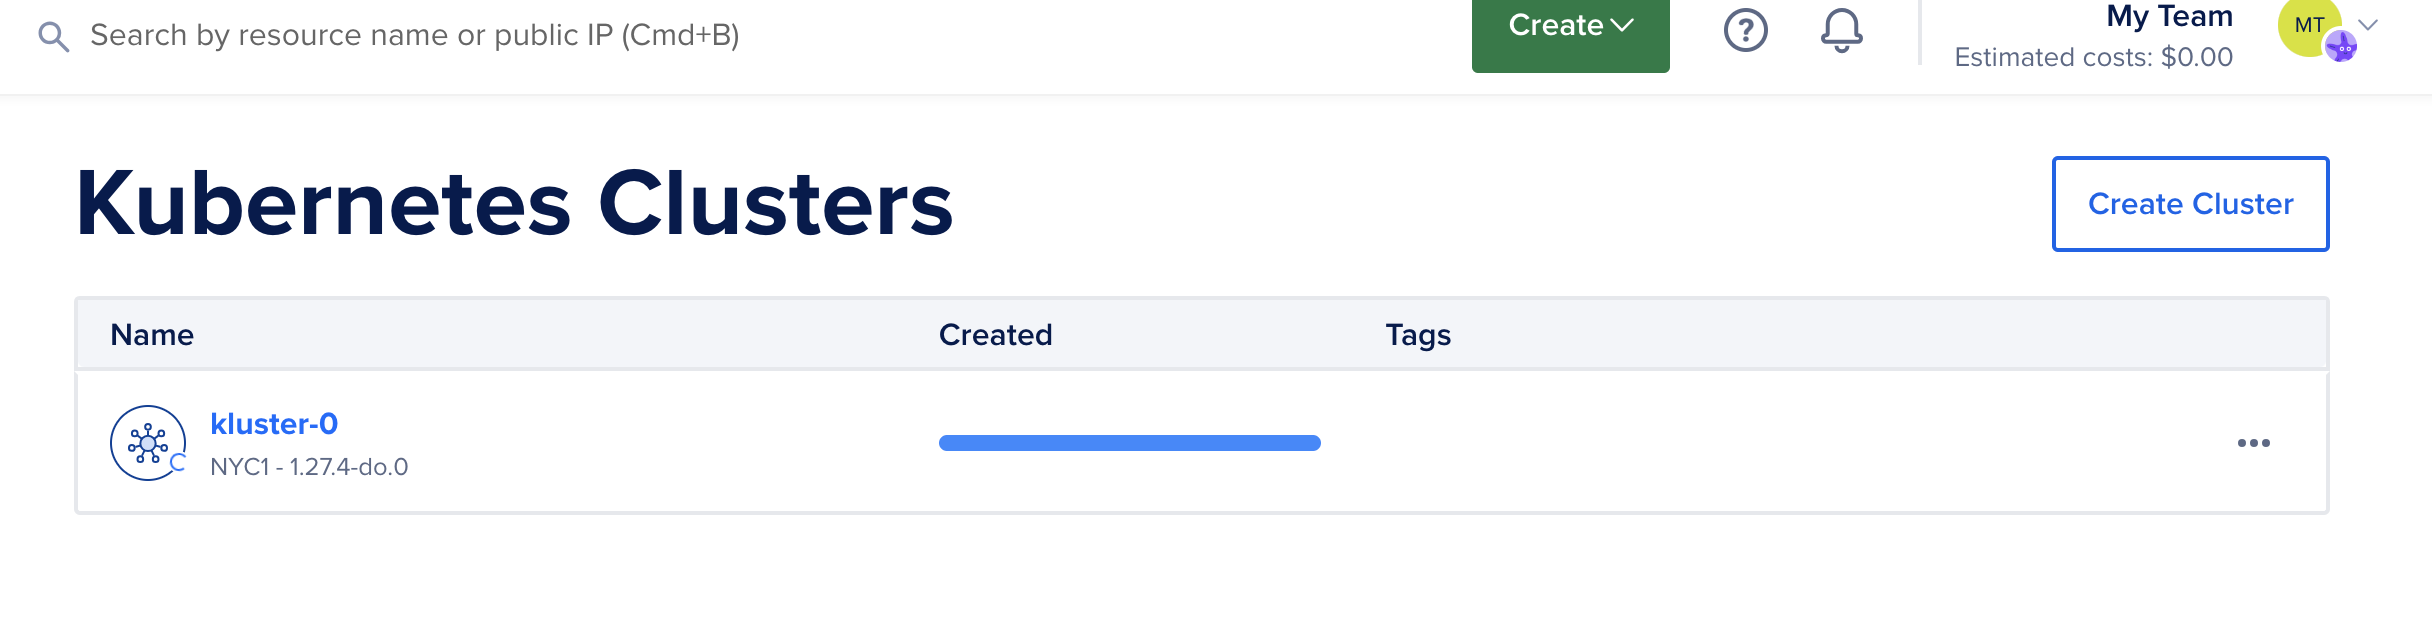 Search by resource name or public IP (Cmd+B)
Create
My Team
Estimated costs: $0.00
MT
Kubernetes Clusters
Create Cluster
Name Created Tags
kluster-0
NYC1 - 1.27.4-do.0